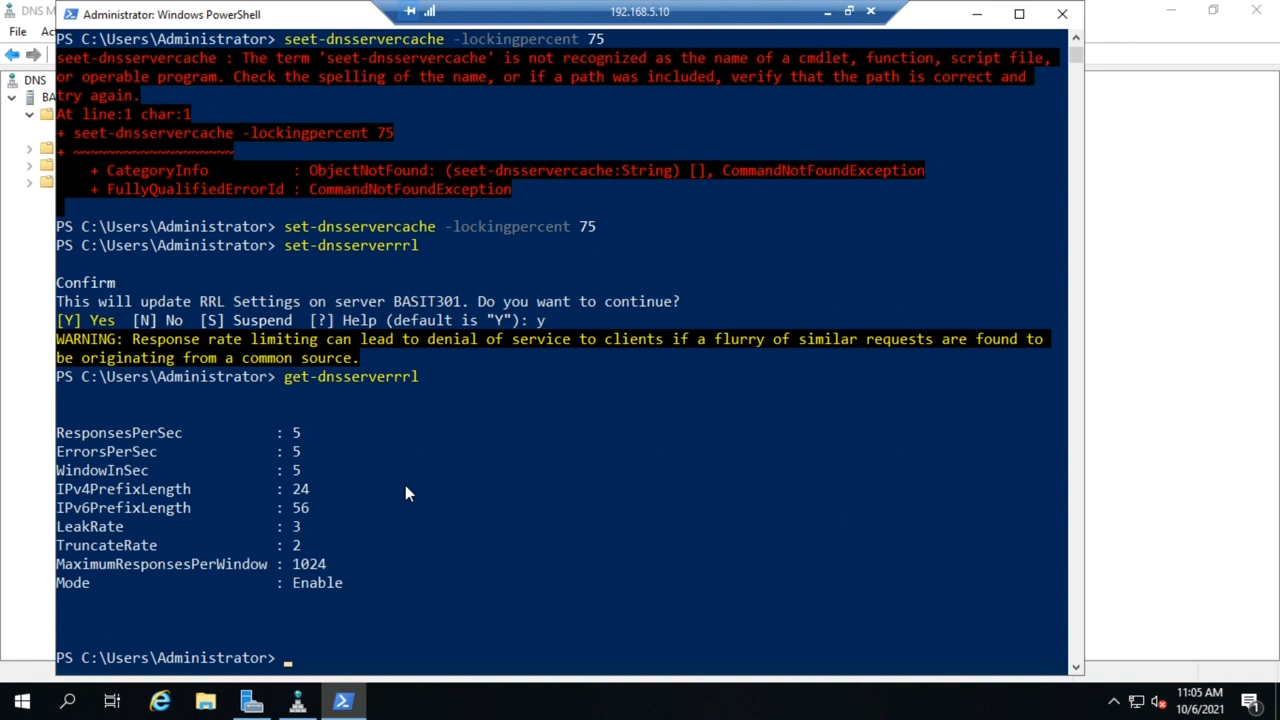 DNS M
Administrator: Windows PowerShell
192.168.5.10
File
Ac
DNS
BA
PS C:\Users\Administrator> seet-dnsservercache -lockingpercent 75
seet-dnsservercache : The term 'seet-dnsservercache' is not recognized as the name of a cmdlet, function, script file,
or operable program. Check the spelling of the name, or if a path was included, verify that the path is correct and
try again.
At line:1 char:1
+ seet-dnsservercache -lockingpercent 75
+ ~~~~~~~~~~~~~~~~~~~
+ CategoryInfo : ObjectNotFound: (seet-dnsservercache:String) [], CommandNotFoundException
+ FullyQualifiedErrorId : CommandNotFoundException
PS C:\Users\Administrator> set-dnsservercache -lockingpercent 75
PS C:\Users\Administrator> set-dnsserverrrl
Confirm
This will update RRL Settings on server BASIT301. Do you want to continue?
[Y] Yes [N] No [S] Suspend [?] Help (default is "Y"): y
WARNING: Response rate limiting can lead to denial of service to clients if a flurry of similar requests are found to
be originating from a common source.
PS C:\Users\Administrator> get-dnsserverrrl
ResponsesPerSec : 5
ErrorsPerSec : 5
WindowInSec : 5
IPv4PrefixLength : 24
IPv6PrefixLength : 56
LeakRate : 3
TruncateRate : 2
MaximumResponsesPerWindow : 1024
Mode : Enable
PS C:\Users\Administrator>
11:05 AM
10/6/2021
1